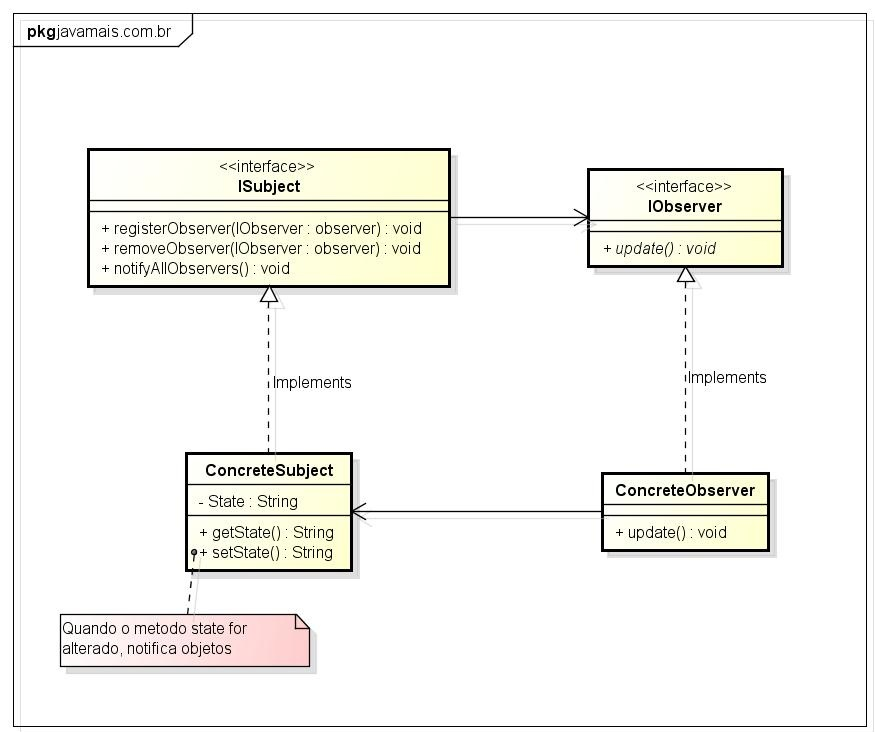 pkgjavamais.com.br
<<interface>>
ISubject
+ registerObserver(IObserver : observer) : void
+ removeObserver(IObserver : observer) : void
+ notifyAllObservers() : void
<<interface>>
IObserver
+ update() : void
Implements
Implements
ConcreteSubject
- State : String
+ getState() : String
+ setState() : String
ConcreteObserver
+ update() : void
Quando o metodo state for
alterado, notifica objetos